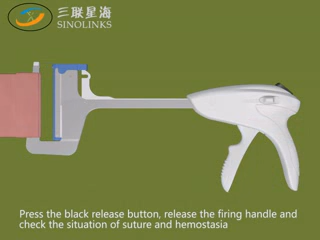 三联星海
SINOLINKS
Press the black release button, release the firing handle and
check the situation of suture and hemostasia